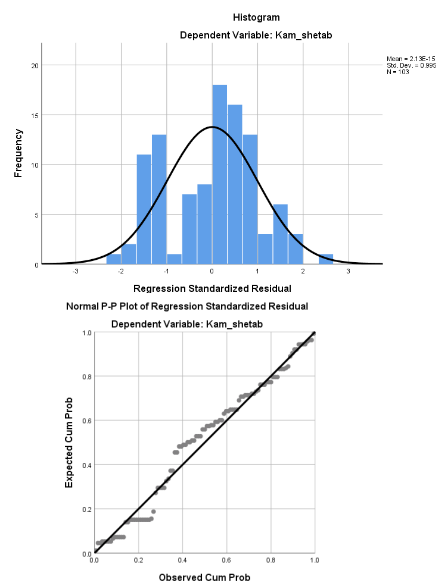 Histogram
Dependent Variable: Kam_shetab
Mean = 2.13E-15
Std. Dev. = 0.995
N = 103
20
15
10
5
0
Frequency
-3 -2 -1 0 1 2 3
Regression Standardized Residual
Normal P-P Plot of Regression Standardized Residual
Dependent Variable: Kam_shetab
1.0
0.8
0.6
0.4
0.2
0.0
Expected Cum Prob
0.0 0.2 0.4 0.6 0.8 1.0
Observed Cum Prob